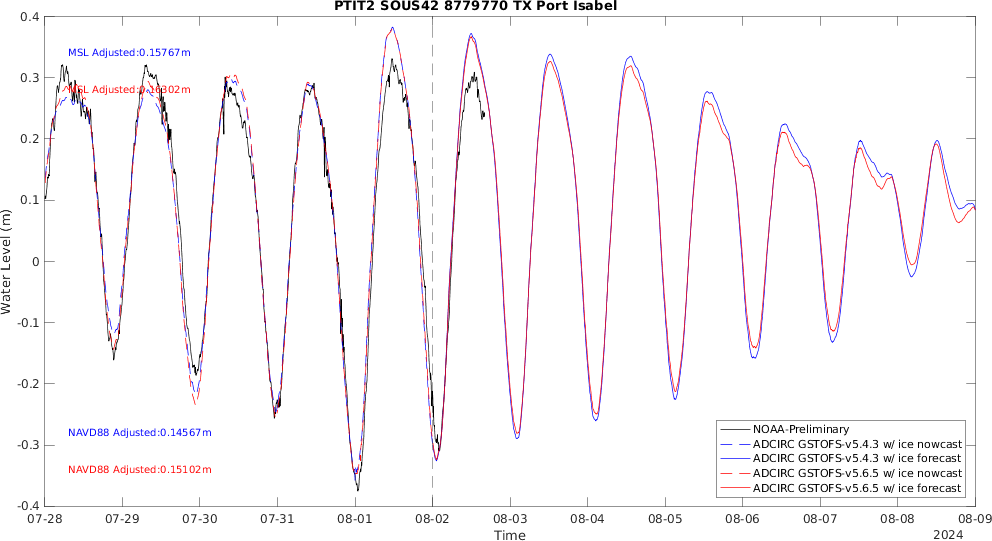 PTIT2 SOUS42 8779770 TX Port Isabel
0.4
0.3
0.2
0.1
0
-0.1
-0.2
-0.3
-0.4
Water Level (m)
MSL Adjusted:0.15767m
MSL Adjusted:0.16302m
NAVD88 Adjusted:0.14567m
NAVD88 Adjusted:0.15102m
NOAA-Preliminary
ADCIRC GSTOFS-v5.4.3 w/ ice nowcast
ADCIRC GSTOFS-v5.4.3 w/ ice forecast
ADCIRC GSTOFS-v5.6.5 w/ ice nowcast
ADCIRC GSTOFS-v5.6.5 w/ ice forecast
07-28 07-29 07-30 07-31 08-01 08-02 08-03 08-04 08-05 08-06 08-07 08-08 08-09
Time
2024